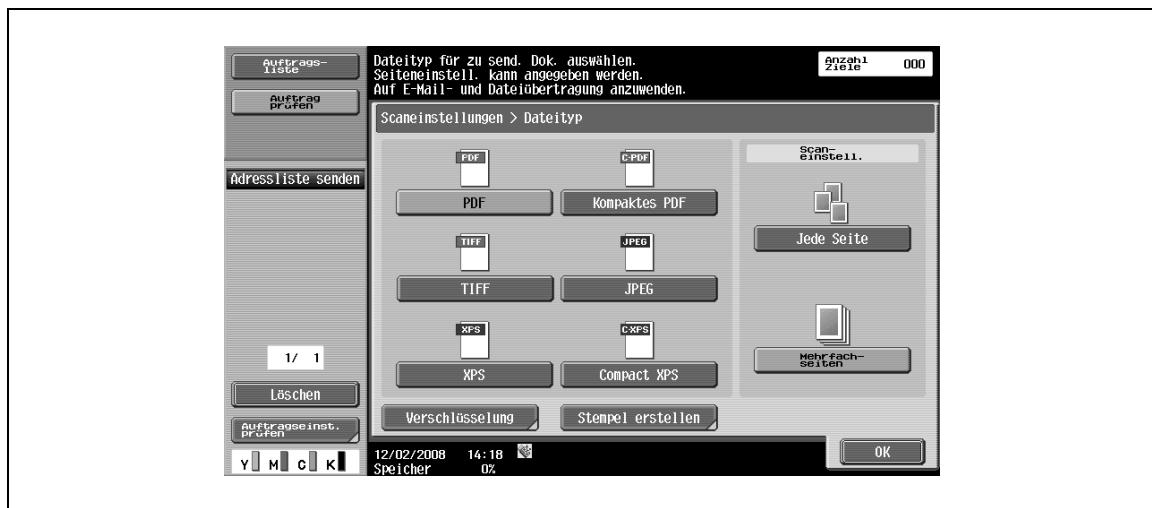 Auftrags-
liste
Auftrag
prüfen
Adressliste senden
1/ 1
Löschen
Auftragseinst.
prüfen
Y M C K
Dateityp für zu send. Dok. auswählen.
Seiteneinstell. kann angegeben werden.
Auf E-Mail- und Dateiübertragung anzuwenden.
Anzahl
Ziele 000
Scaneinstellungen > Dateityp
PDF
C-PDF
PDF
Kompaktes PDF
TIFF
JPEG
TIFF
JPEG
XPS
C-XPS
XPS
Compact XPS
Verschlüsselung
Stempel erstellen
Scan-
einstell.
Jede Seite
Mehrfach-
seiten
12/02/2008 14:18
Speicher 0%
OK